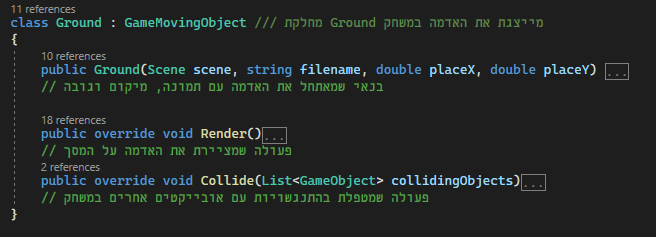 11 references
class Ground : GameMovingObject /// מחלקת Ground מייצגת את האדמה במשחק
{
10 references
public Ground(Scene scene, string filename, double placeX, double placeY) ...
// בנאי שמאתחל את האדמה עם תמונה, מיקום וגובה
18 references
public override void Render()...
// פעולה שמציירת את האדמה על המסך
2 references
public override void Collide(List<GameObject> collidingObjects)...
// פעולה שמטפלת בהתנגשויות עם אובייקטים אחרים במשחק
}